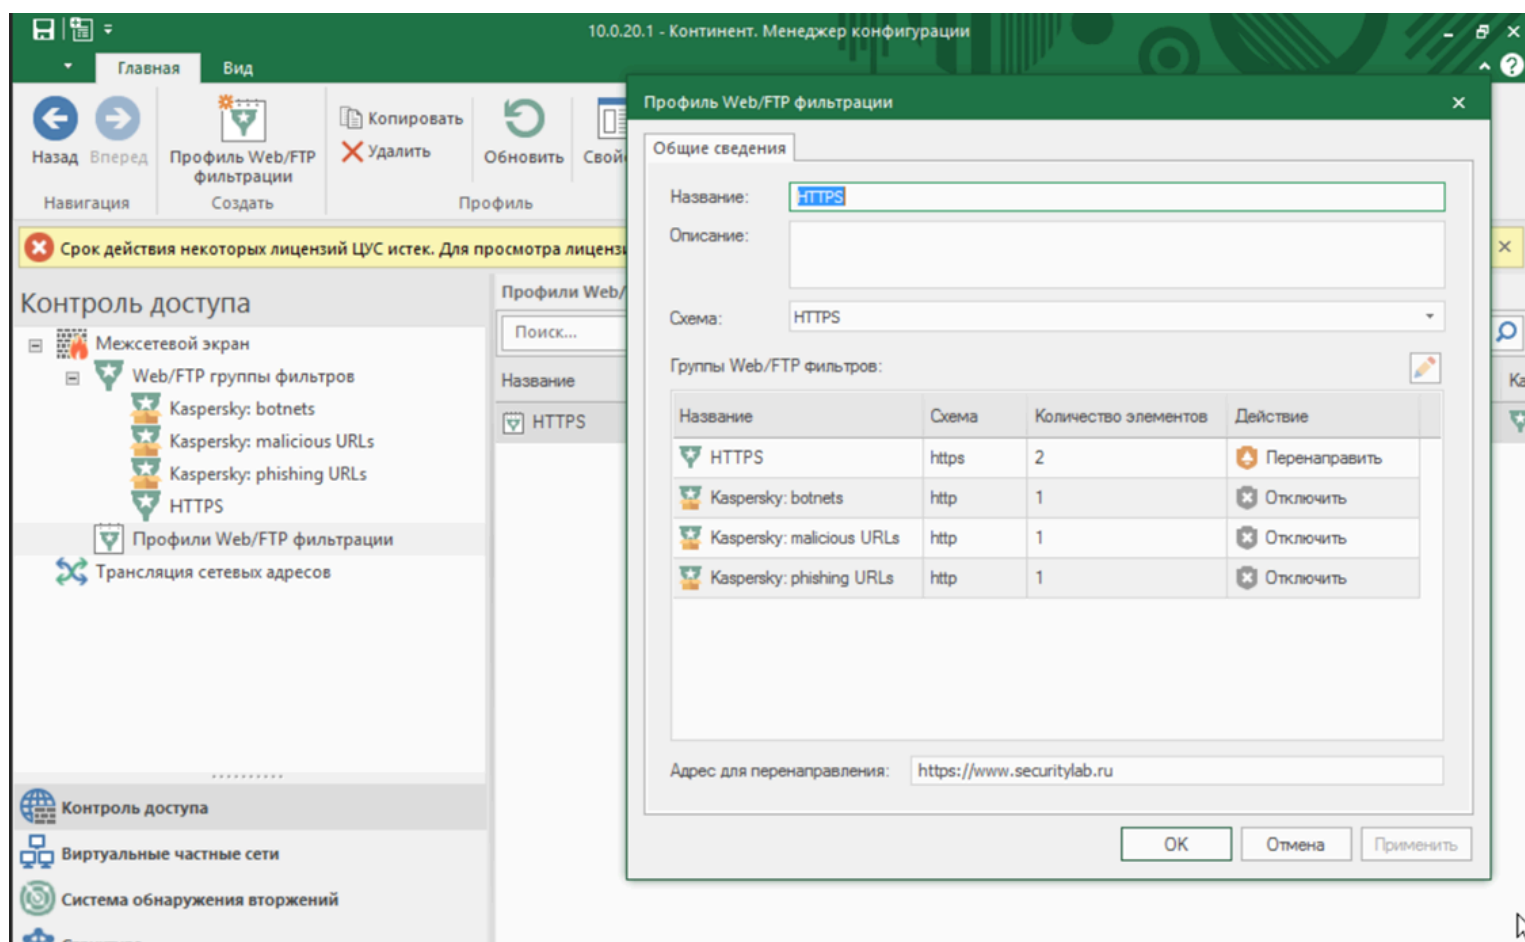 10.0.20.1 - Континент. Менеджер конфигурации
Главная Вид
Назад Вперед
Профиль Web/FTP
фильтрации
Копировать
Удалить
Обновить
Навигация Создать Профиль
Срок действия некоторых лицензий ЦУС истек. Для просмотра
Контроль доступа
Межсетевой экран
Web/FTP группы фильтров
Kaspersky: botnets
Kaspersky: malicious URLs
Kaspersky: phishing URLs
HTTPS
Профили Web/FTP фильтрации
Трансляция сетевых адресов
Контроль доступа
Виртуальные частные сети
Система обнаружения вторжений
Профили Web/
Поиск...
Название
HTTPS
Профиль Web/FTP фильтрации
Общие сведения
Название: HTTPS
Описание:
Схема: HTTPS
Группы Web/FTP фильтров:
Название Схема Количество элементов Действие
HTTPS https 2 Перенаправить
Kaspersky: botnets http 1 Отключить
Kaspersky: malicious URLs http 1 Отключить
Kaspersky: phishing URLs http 1 Отключить
Адрес для перенаправления: https://www.securitylab.ru
ОК Отмена Применить